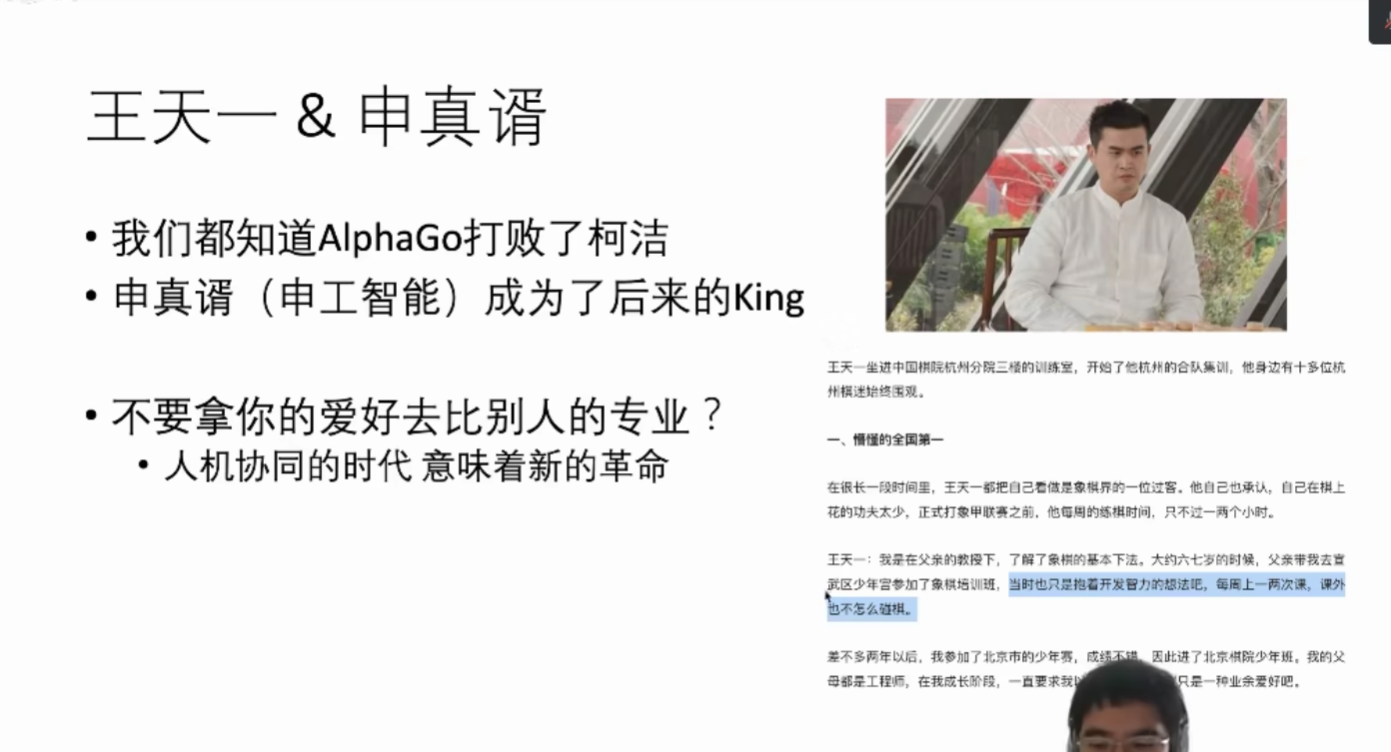 王天一 & 申真谞
• 我们都知道AlphaGo打败了柯洁
• 申真谞（申工智能）成为了后来的King
• 不要拿你的爱好去比别人的专业？
• 人机协同的时代 意味着新的革命
王天一坐进中国棋院杭州分院三楼的训练室，开始了他杭州的合队集训，他身边有十多位杭
州棋迷始终围观。
一、懵懂的全国第一
在很长一段时间里，王天一都把自己看做是象棋界的一位过客。他自己也承认，自己在棋上
花的功夫太少，正式打象甲联赛之前，他每周的练棋时间，只不过一两个小时。
王天一：我是在父亲的教授下，了解了象棋的基本下法。大约六七岁的时候，父亲带我去宣
武区少年宫参加了象棋培训班，当时也只是抱着开发智力的想法吧，每周上一两次课，课外
也不怎么碰棋。
差不多两年以后，我参加了北京市的少年赛，成绩不错，因此进了北京棋院少年班。我的父
母都是工程师，在我成长阶段，一直要求我 只是一种业余爱好吧。